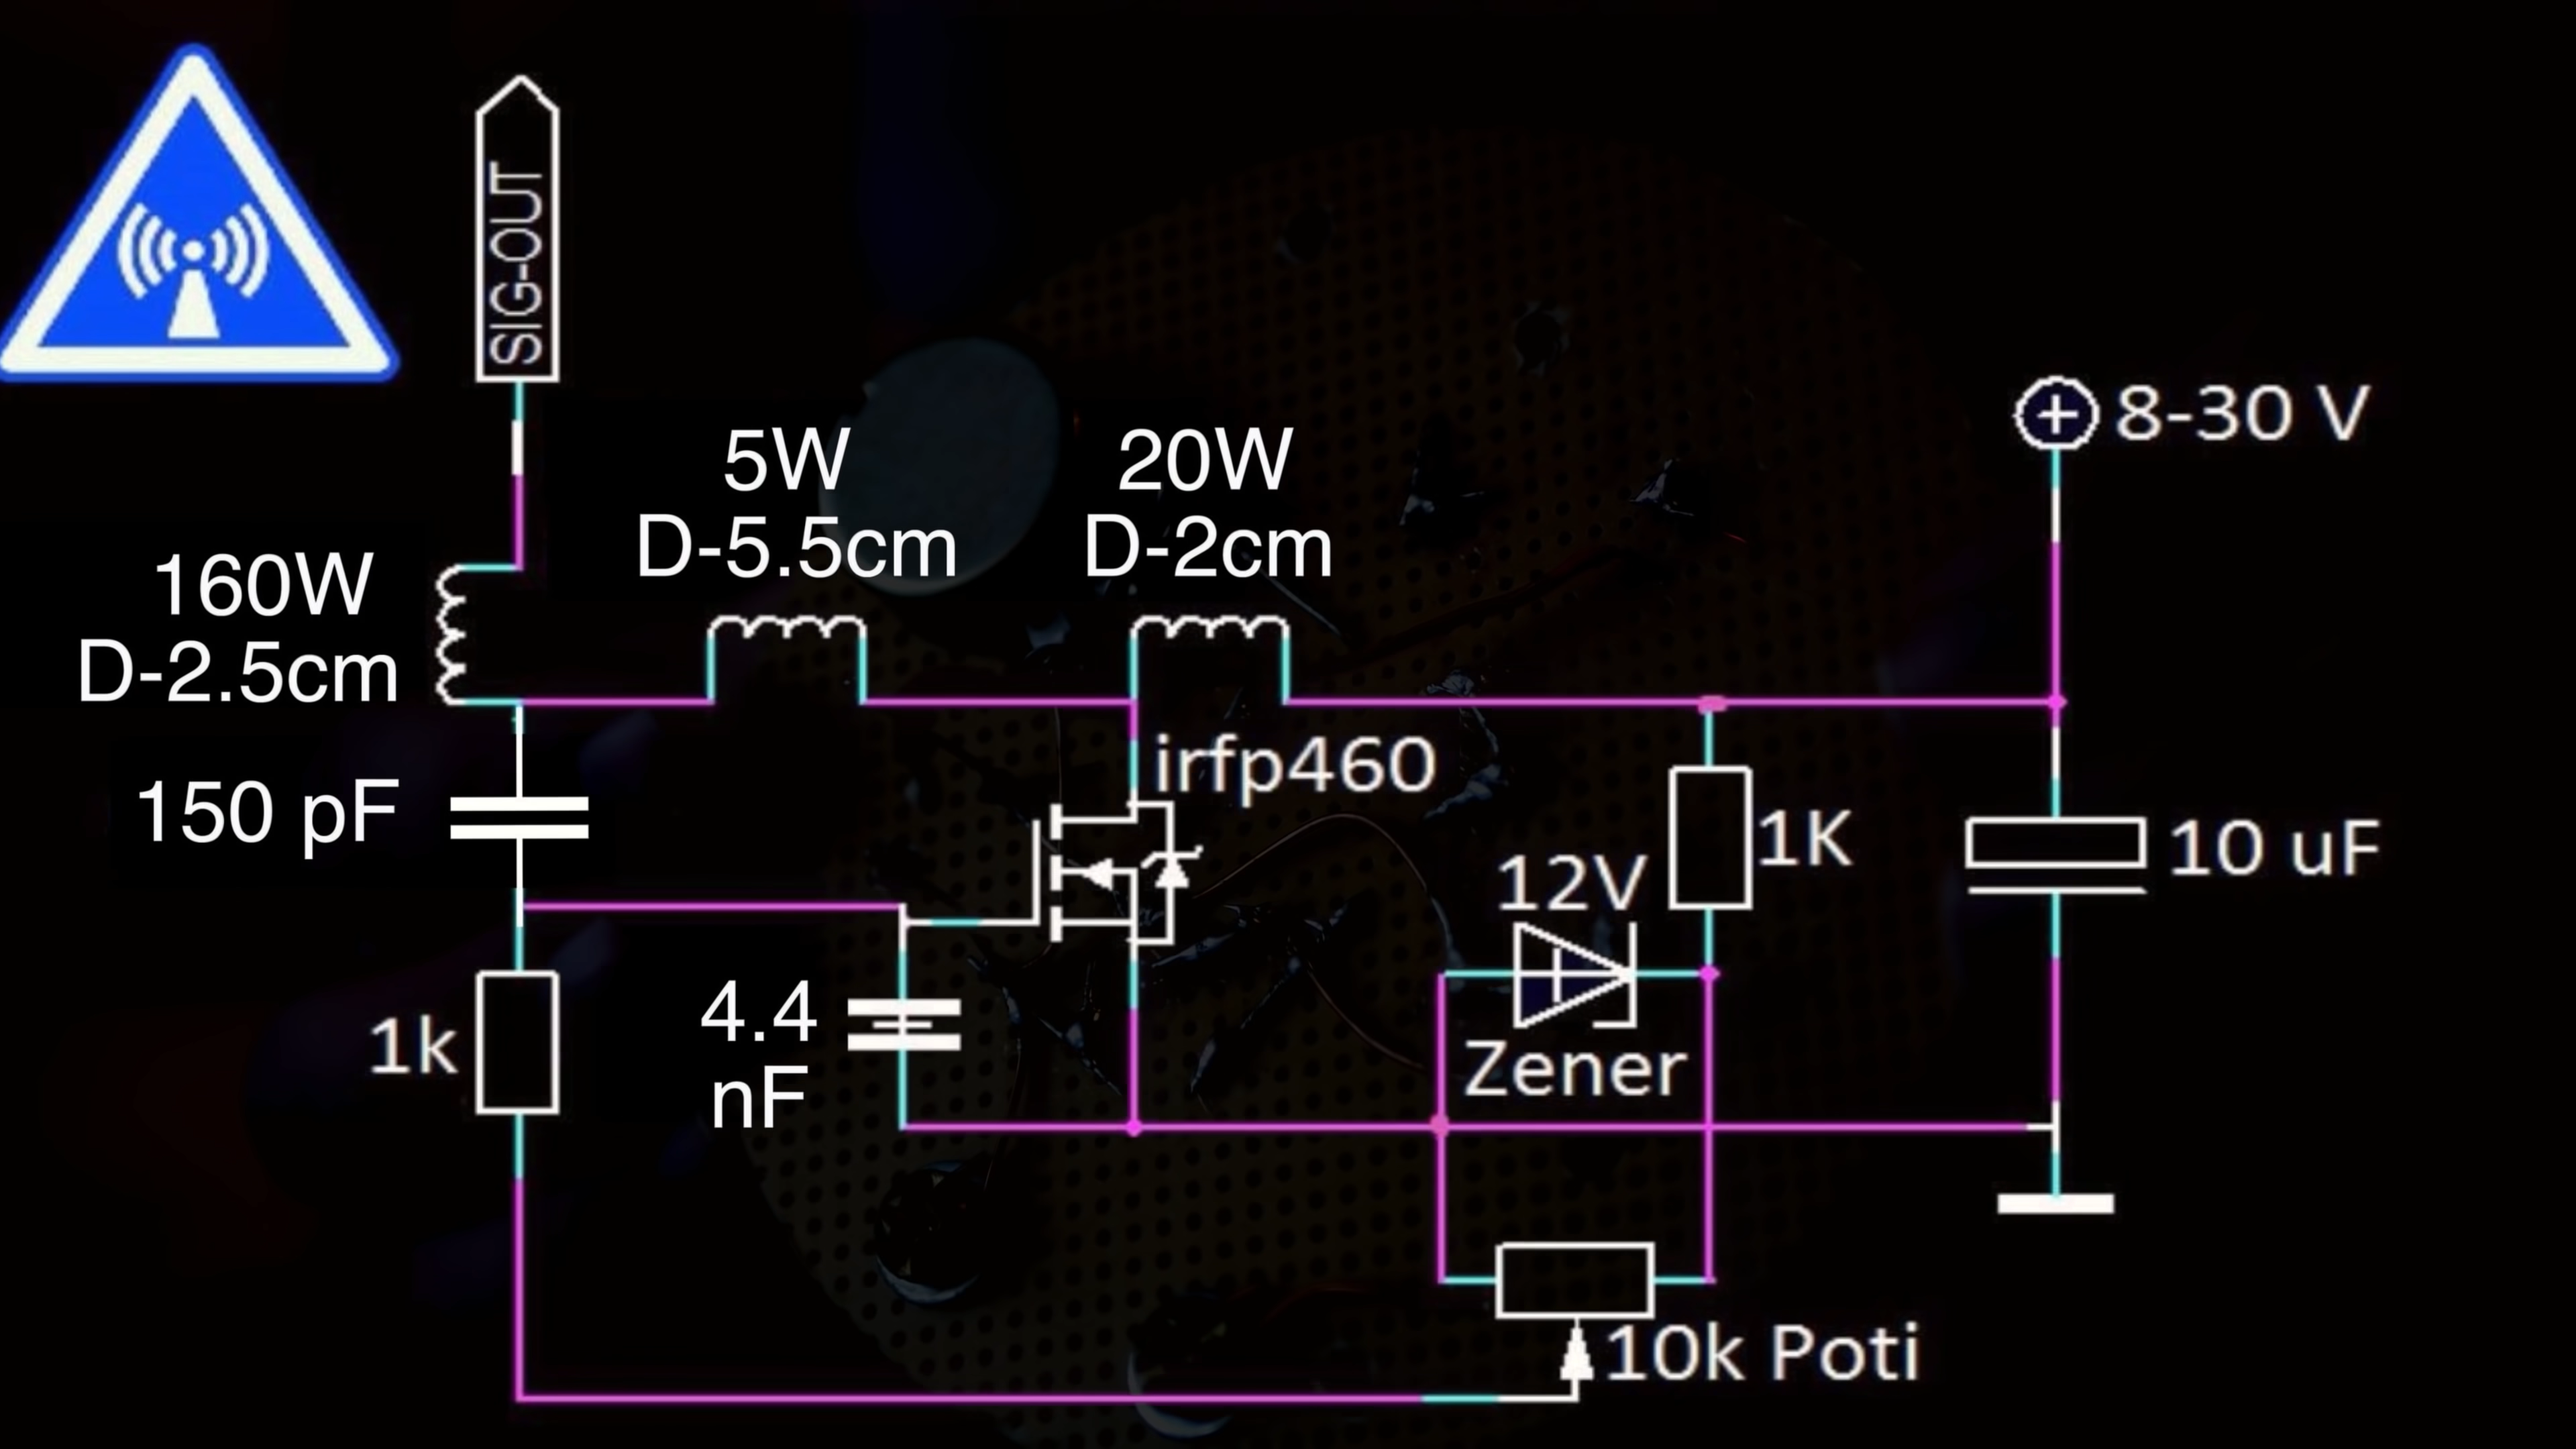 SIG-OUT
8-30 V
5W
D-5.5cm
20W
D-2cm
160W
D-2.5cm
irfp460
150 pF
1K
10 uF
12V
Zener
4.4
nF
1k
10k Poti